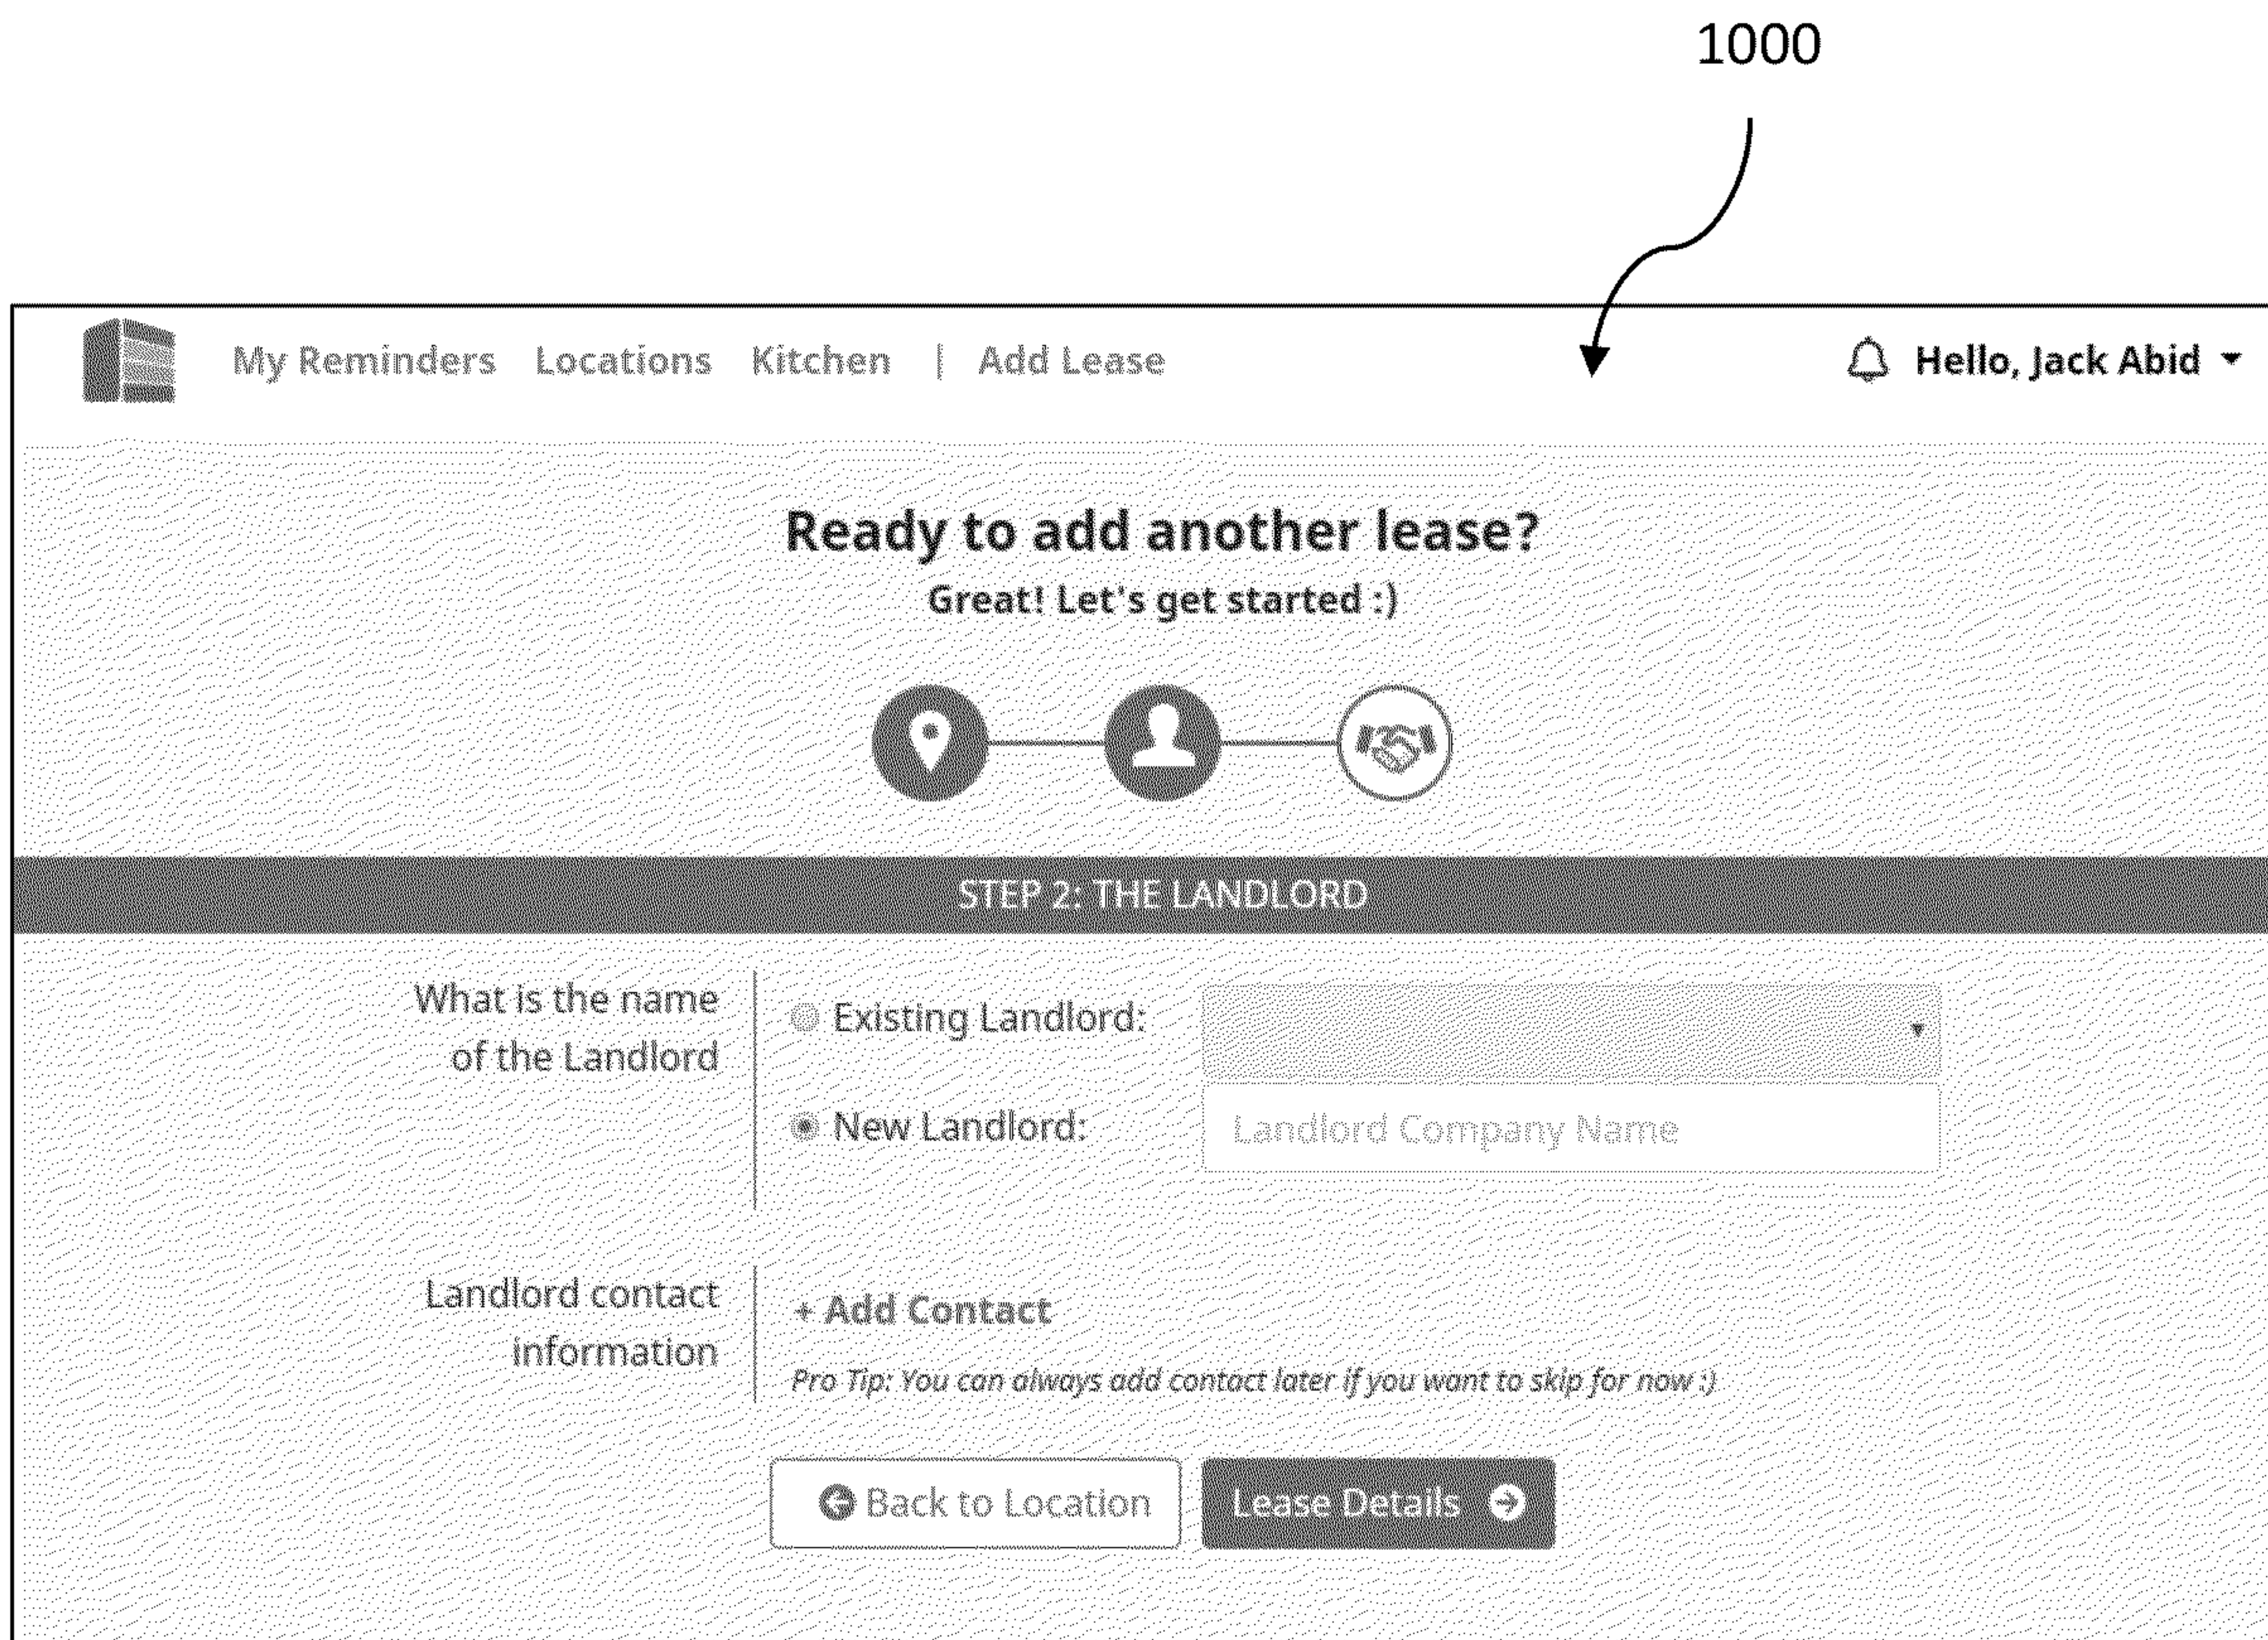 1000
My Reminders Locations Kitchen | Add Lease Hello, Jack Abid
Ready to add another lease?
Great! Let's get started :)
STEP 2: THE LANDLORD
What is the name
of the Landlord
Existing Landlord:
New Landlord: Landlord Company Name
Landlord contact
information
+ Add Contact
Pro Tip: You can always add contact later if you want to skip for now :)
Back to Location Lease Details